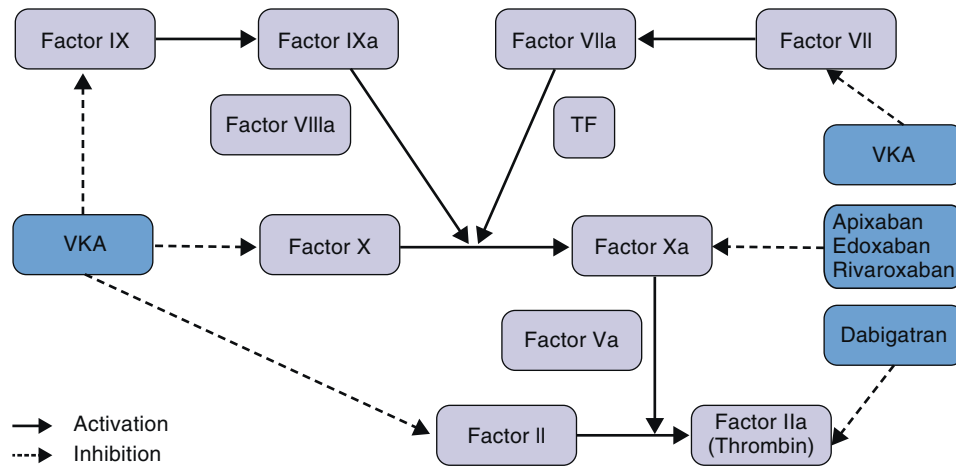 Factor IX
Factor IXa
Factor VIIa
Factor VII
Factor VIIIa
TF
VKA
VKA
Factor X
Factor Xa
Apixaban
Edoxaban
Rivaroxaban
Factor Va
Dabigatran
Activation
Inhibition
Factor II
Factor IIa
(Thrombin)